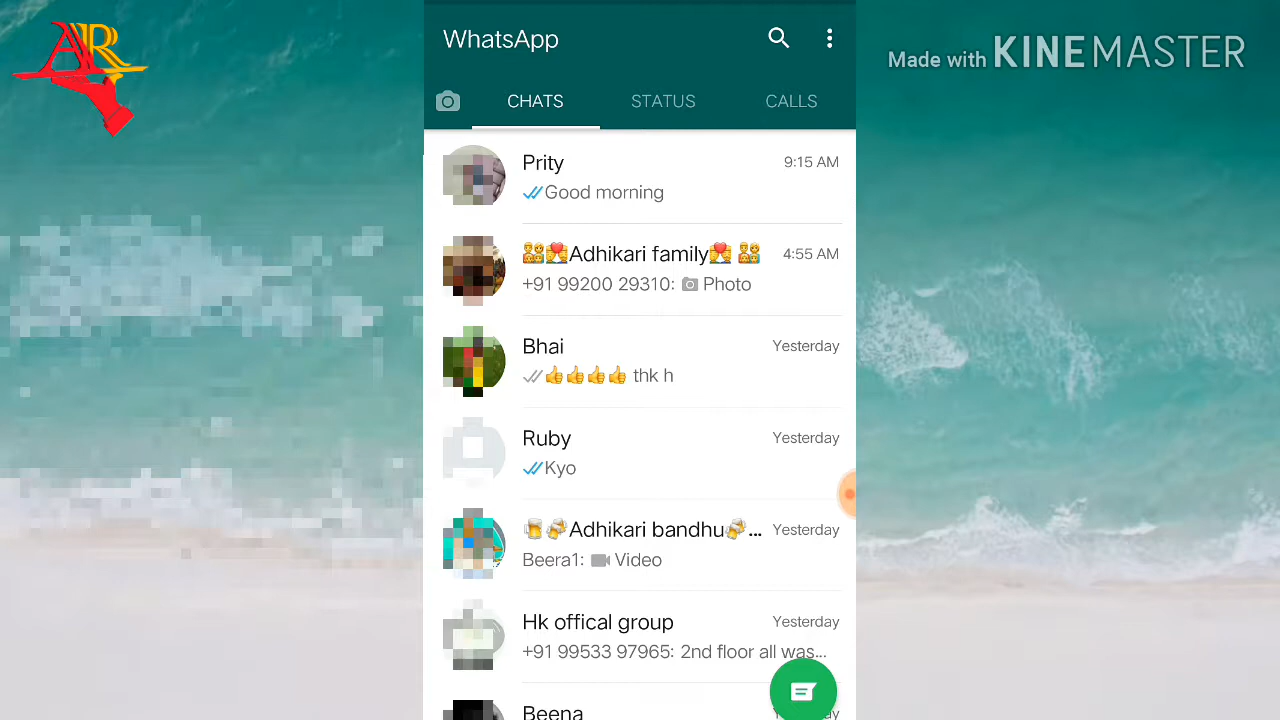 AR
Made with KINEMASTER
WhatsApp
CHATS STATUS CALLS
Prity 9:15 AM
Good morning
👨‍👩‍👧‍👦💏Adhikari family💏 👨‍👩‍👧‍👦 4:55 AM
+91 99200 29310: Photo
Bhai Yesterday
👍👍👍👍 thk h
Ruby Yesterday
Kyo
🍺🍻Adhikari bandhu🍻... Yesterday
Beera1: Video
Hk offical group Yesterday
+91 99533 97965: 2nd floor all was...
Beena Yesterday